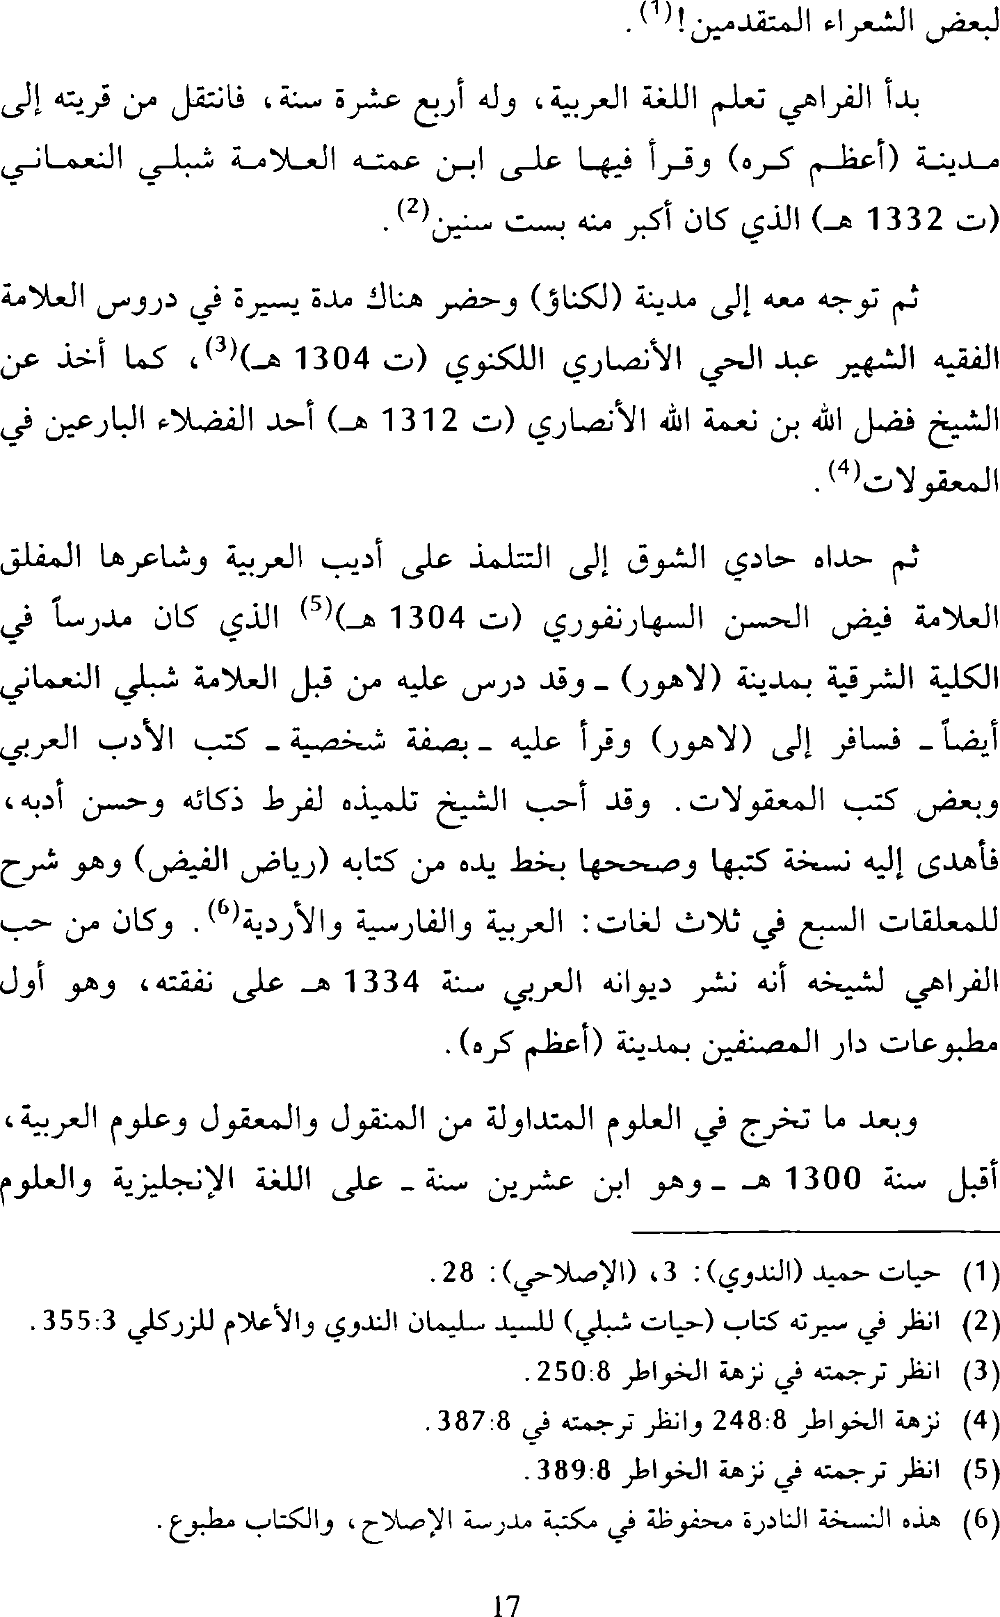 لبعض الشعراء المتقدمين!(1).
بدأ الفراهي تعلم اللغة العربية، وله أربع عشرة سنة، فانتقل من قريته إلى
مدينة (أعظم كره) وقرأ فيها على ابن عمته العلامة شبلي النعماني
(ت 1332 هـ) الذي كان أكبر منه بست سنين(2).
ثم توجه معه إلى مدينة (لكناؤ) وحضر هناك مدة يسيرة في دروس العلامة
الفقيه الشهير عبد الحي الأنصاري اللكنوي (ت 1304 هـ)(3)، كما أخذ عن
الشيخ فضل الله بن نعمة الله الأنصاري (ت 1312 هـ) أحد الفضلاء البارعين في
المعقولات(4).
ثم حداه حادي الشوق إلى التتلمذ على أديب العربية وشاعرها المفلق
العلامة فيض الحسن السهارنفوري (ت 1304 هـ)(5) الذي كان مدرساً في
الكلية الشرقية بمدينة (لاهور) ـ وقد درس عليه من قبل العلامة شبلي النعماني
أيضاً ـ فسافر إلى (لاهور) وقرأ عليه ـ بصفة شخصية ـ كتب الأدب العربي
وبعض كتب المعقولات. وقد أحب الشيخ تلميذه لفرط ذكائه وحسن أدبه،
فأهدى إليه نسخة كتبها وصححها بخط يده من كتابه (رياض الفيض) وهو شرح
للمعلقات السبع في ثلاث لغات: العربية والفارسية والأردية(6). وكان من حب
الفراهي لشيخه أنه نشر ديوانه العربي سنة 1334 هـ على نفقته، وهو أول
مطبوعات دار المصنفين بمدينة (أعظم كره).
وبعد ما تخرج في العلوم المتداولة من المنقول والمعقول وعلوم العربية،
أقبل سنة 1300 هـ ـ وهو ابن عشرين سنة ـ على اللغة الإنجليزية والعلوم
(1) حيات حميد (الندوي): 3، (الإصلاحي): 28.
(2) انظر في سيرته كتاب (حيات شبلي) للسيد سليمان الندوي والأعلام للزركلي 3:355.
(3) انظر ترجمته في نزهة الخواطر 8:250.
(4) نزهة الخواطر 8:248 وانظر ترجمته في 8:387.
(5) انظر ترجمته في نزهة الخواطر 8:389.
(6) هذه النسخة النادرة محفوظة في مكتبة مدرسة الإصلاح، والكتاب مطبوع.
17